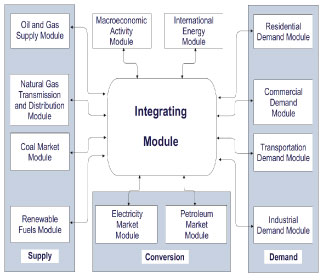 Oil and Gas
Supply Module
Macroeconomic
Activity
Module
International
Energy
Module
Residential
Demand Module
Natural Gas
Transmission
and Distribution
Module
Commercial
Demand
Module
Integrating
Module
Coal Market
Module
Transportation
Demand Module
Renewable
Fuels Module
Electricity
Market
Module
Petroleum
Market
Module
Industrial
Demand Module
Supply
Conversion
Demand